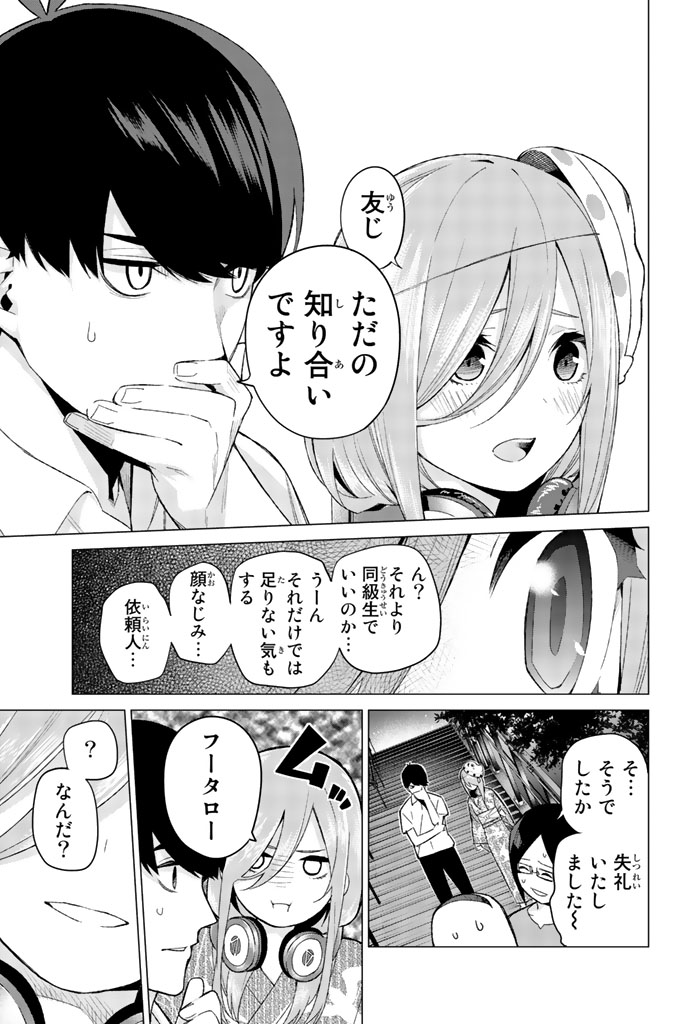 友じ
ただの
知り合い
ですよ
ん？
それより
同級生で
いいのか…
うーん
それだけでは
足りない気も
する
顔なじみ…
依頼人…
そ…
そうで
したか
失礼
いたし
ました～
ムッ
フータロー
？
なんだ？